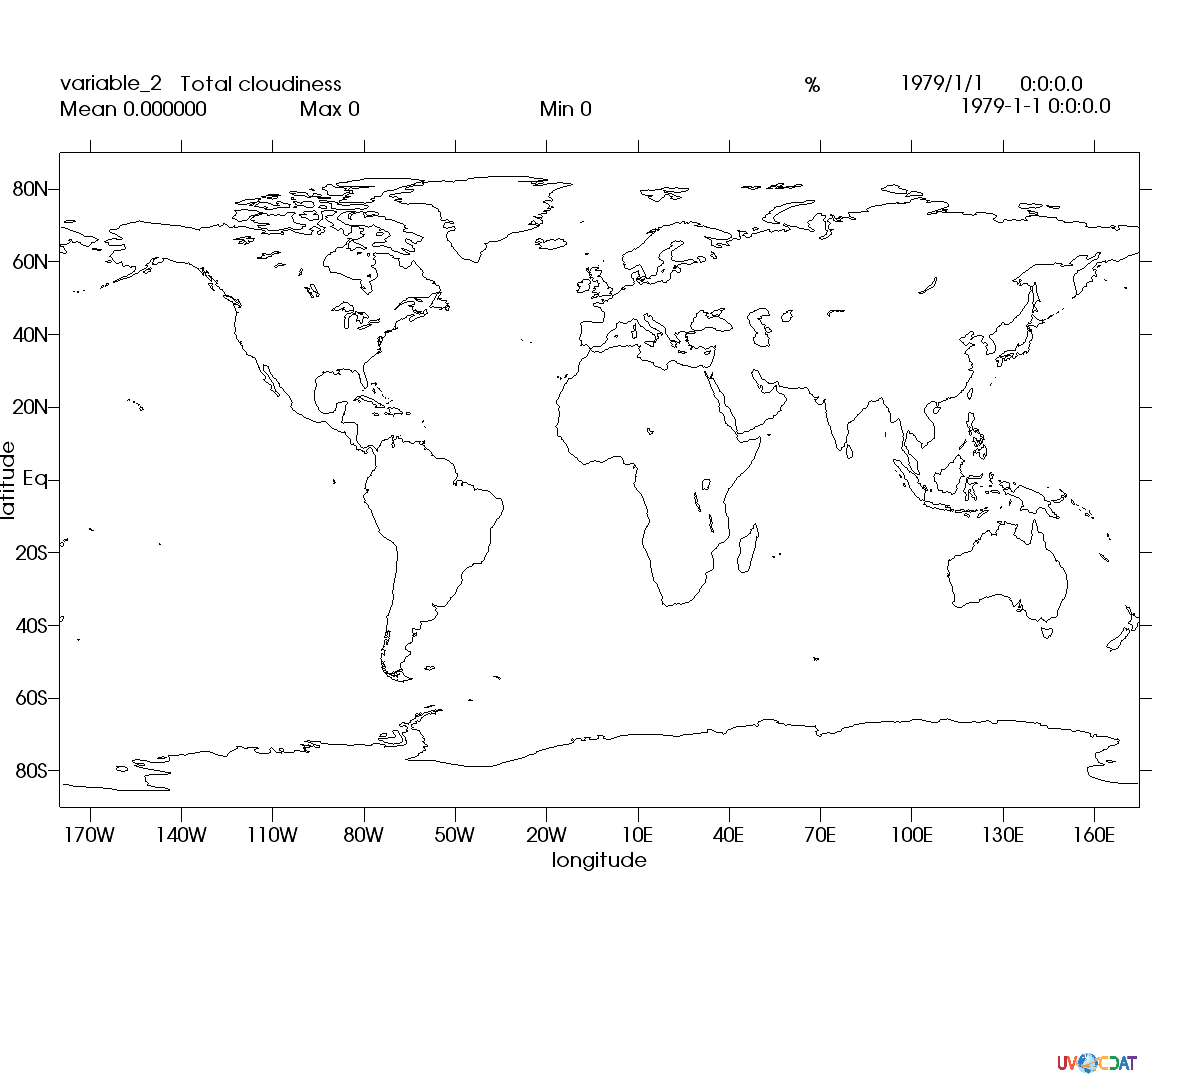 variable_2 Total cloudiness % 1979/1/1 0:0:0.0
Mean 0.000000 Max 0 Min 0 1979-1-1 0:0:0.0
80N
60N
40N
20N
Eq
20S
40S
60S
80S
latitude
170W 140W 110W 80W 50W 20W 10E 40E 70E 100E 130E 160E
longitude
UV CDAT